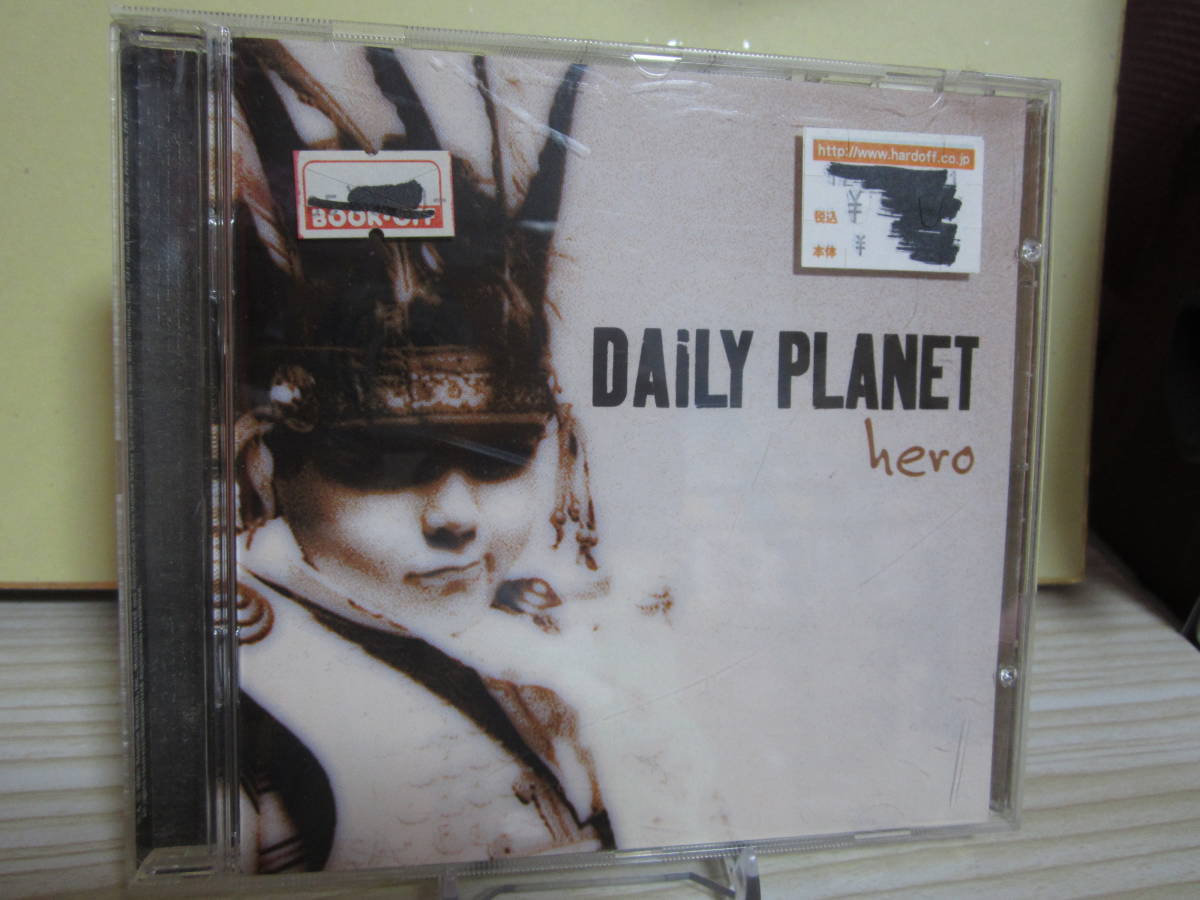 BOOK·OFF
http://www.hardoff.co.jp
税込 ¥
本体 ¥
DAiLY PLANET
hero